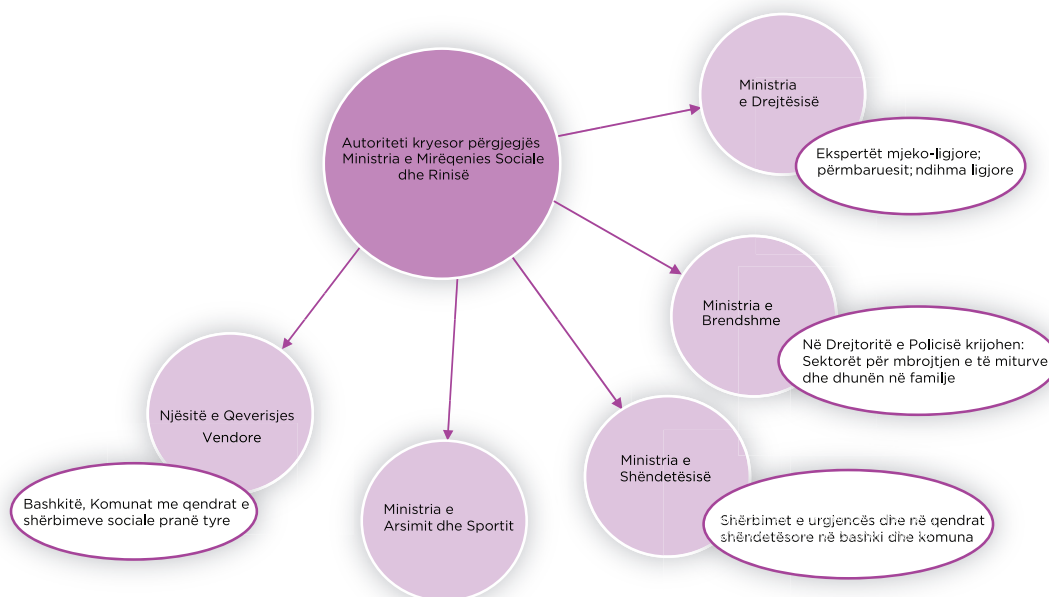 Autoriteti kryesor përgjegjës
Ministria e Mirëqenies Sociale
dhe Rinisë
Ministria
e Drejtësisë
Ekspertët mjeko-ligjore;
përmbaruesit; ndihma ligjore
Ministria e
Brendshme
Në Drejtoritë e Policisë krijohen:
Sektorët për mbrojtjen e të miturve
dhe dhunën në familje
Ministria e
Shëndetësisë
Shërbimet e urgjencës dhe në qendrat
shëndetësore në bashki dhe komuna
Ministria e
Arsimit dhe Sportit
Njësitë e Qeverisjes
Vendore
Bashkitë, Komunat me qendrat e
shërbimeve sociale pranë tyre